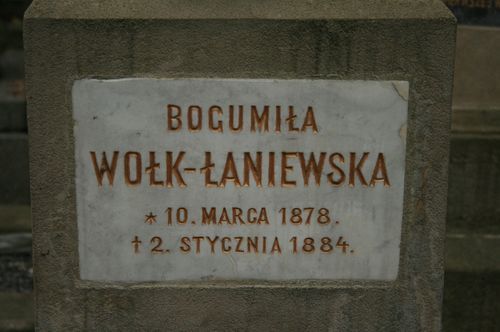 BOGUMIŁA
WOŁK-ŁANIEWSKA
* 10. MARCA 1878.
† 2. STYCZNIA 1884.